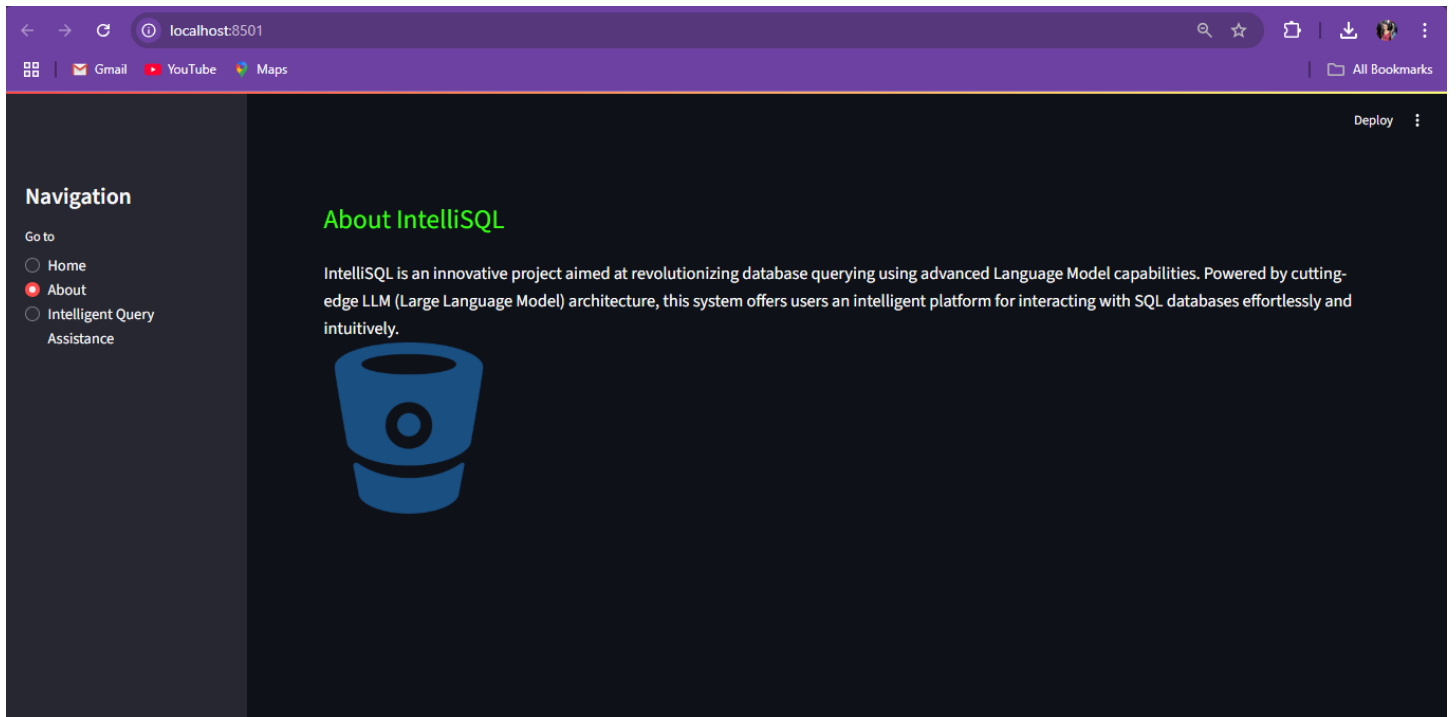 localhost:8501
Gmail YouTube Maps All Bookmarks
Deploy
Navigation
Go to
Home
About
Intelligent Query
Assistance
About IntelliSQL
IntelliSQL is an innovative project aimed at revolutionizing database querying using advanced Language Model capabilities. Powered by cutting-
edge LLM (Large Language Model) architecture, this system offers users an intelligent platform for interacting with SQL databases effortlessly and
intuitively.